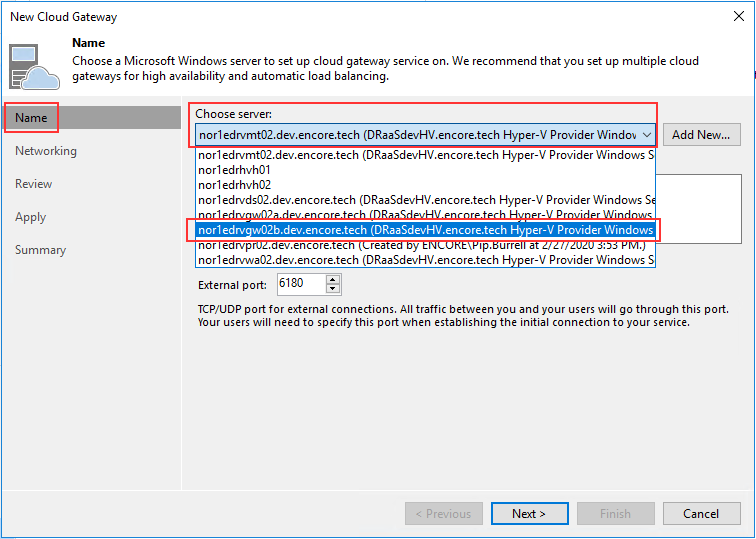 New Cloud Gateway
Name
Choose a Microsoft Windows server to set up cloud gateway service on. We recommend that you set up multiple cloud
gateways for high availability and automatic load balancing.
Name
Networking
Review
Apply
Summary
Choose server:
nor1edrvmt02.dev.encore.tech (DRaaSdevHV.encore.tech Hyper-V Provider Window
Add New...
nor1edrvmt02.dev.encore.tech (DRaaSdevHV.encore.tech Hyper-V Provider Windows Se
nor1edrhvh01
nor1edrhvh02
nor1edrvds02.dev.encore.tech (DRaaSdevHV.encore.tech Hyper-V Provider Windows Se
nor1edrvgw02a.dev.encore.tech (DRaaSdevHV.encore.tech Hyper-V Provider Windows
nor1edrvgw02b.dev.encore.tech (DRaaSdevHV.encore.tech Hyper-V Provider Windows
nor1edrvpr02.dev.encore.tech (Created by ENCORE\Pip.Burrell at 2/27/2020 3:53 PM.)
nor1edrvwa02.dev.encore.tech (DRaaSdevHV.encore.tech Hyper-V Provider Windows Se
External port: 6180
TCP/UDP port for external connections. All traffic between you and your users will go through this port.
Your users will need to specify this port when establishing the initial connection to your service.
< Previous
Next >
Finish
Cancel